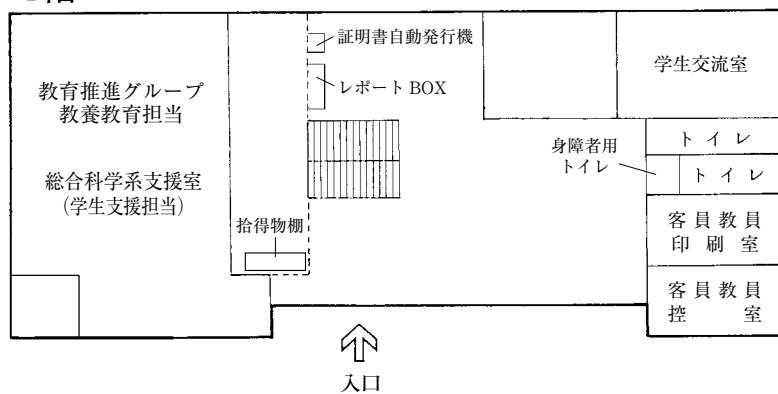 証明書自動発行機
レポート BOX
学生交流室
教育推進グループ
教養教育担当
身障者用
トイレ
トイレ
トイレ
総合科学系支援室
(学生支援担当)
拾得物棚
客員教員
印刷室
客員教員
控室
入口